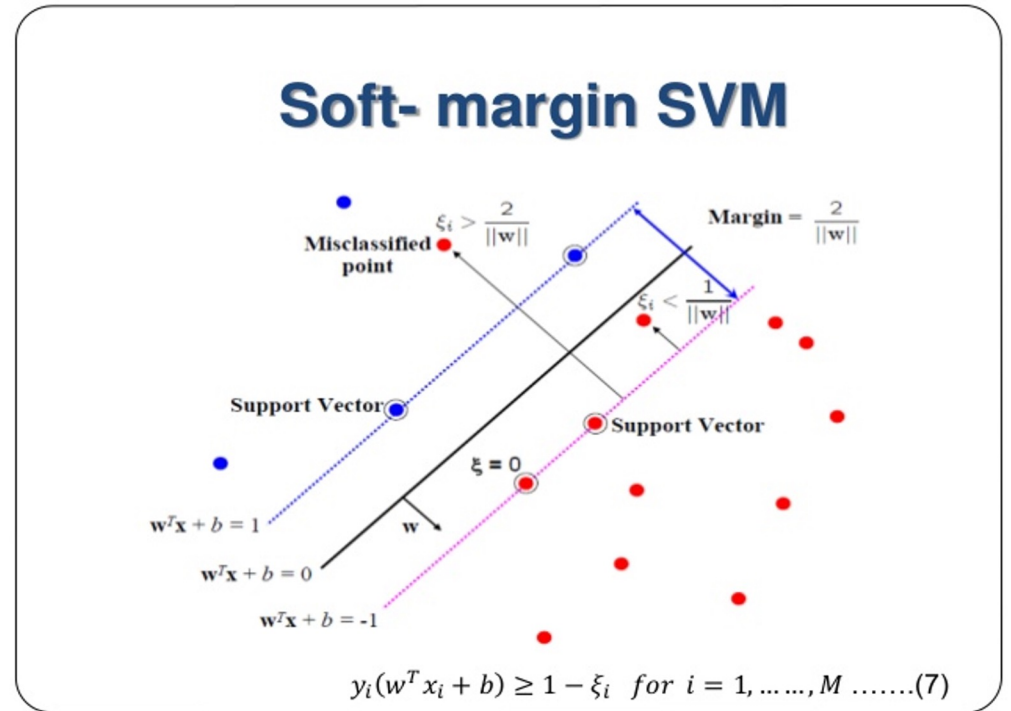 Soft- margin SVM
ξᵢ > 2/||w||
Margin = 2/||w||
Misclassified
point
ξᵢ < 1/||w||
Support Vector
Support Vector
ξ = 0
wᵀx + b = 1
w
wᵀx + b = 0
wᵀx + b = -1
yᵢ(wᵀxᵢ + b) ≥ 1 − ξᵢ for i = 1, … …, M …….(7)